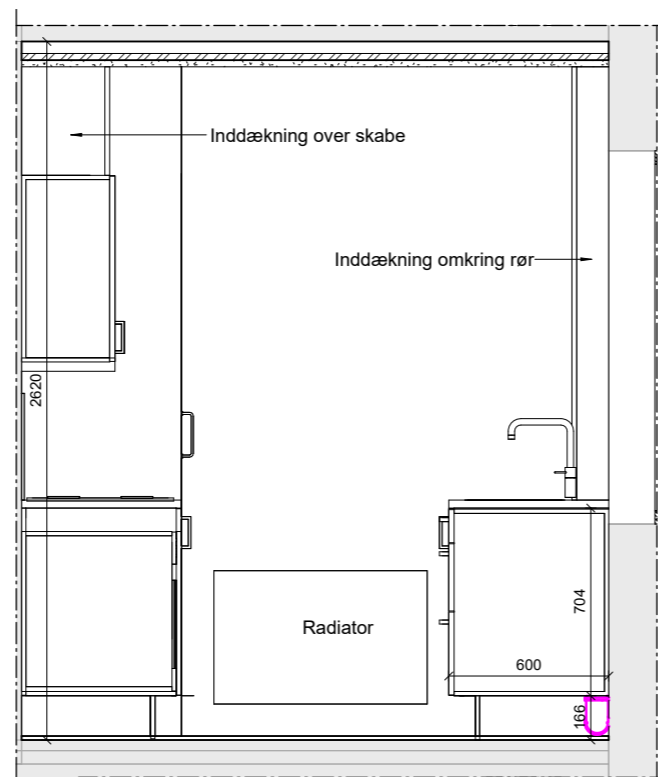 Inddækning over skabe
Inddækning omkring rør
2620
704
Radiator
600
166